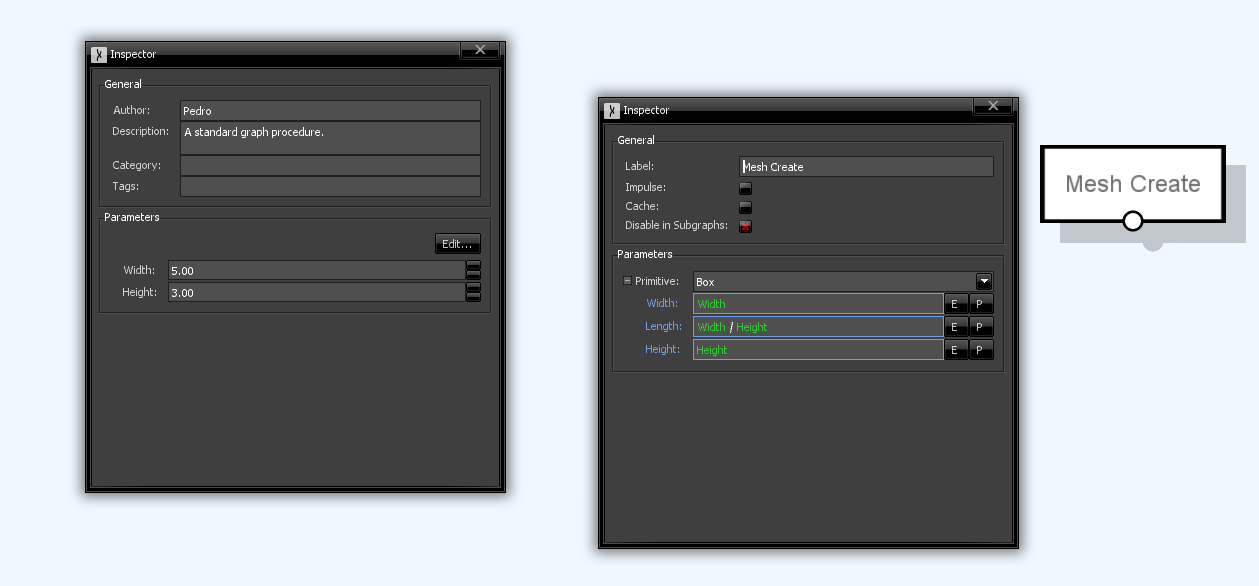 Inspector
General
Author: Pedro
Description: A standard graph procedure.
Category:
Tags:
Parameters
Edit...
Width: 5.00
Height: 3.00
Inspector
General
Label: Mesh Create
Impulse:
Cache:
Disable in Subgraphs:
Parameters
Primitive: Box
Width: Width E P
Length: Width / Height E P
Height: Height E P
Mesh Create